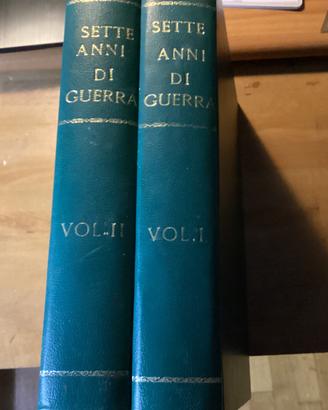 SETTE
ANNI
DI
GUERRA
VOL.II
SETTE
ANNI
DI
GUERRA
VOL.I